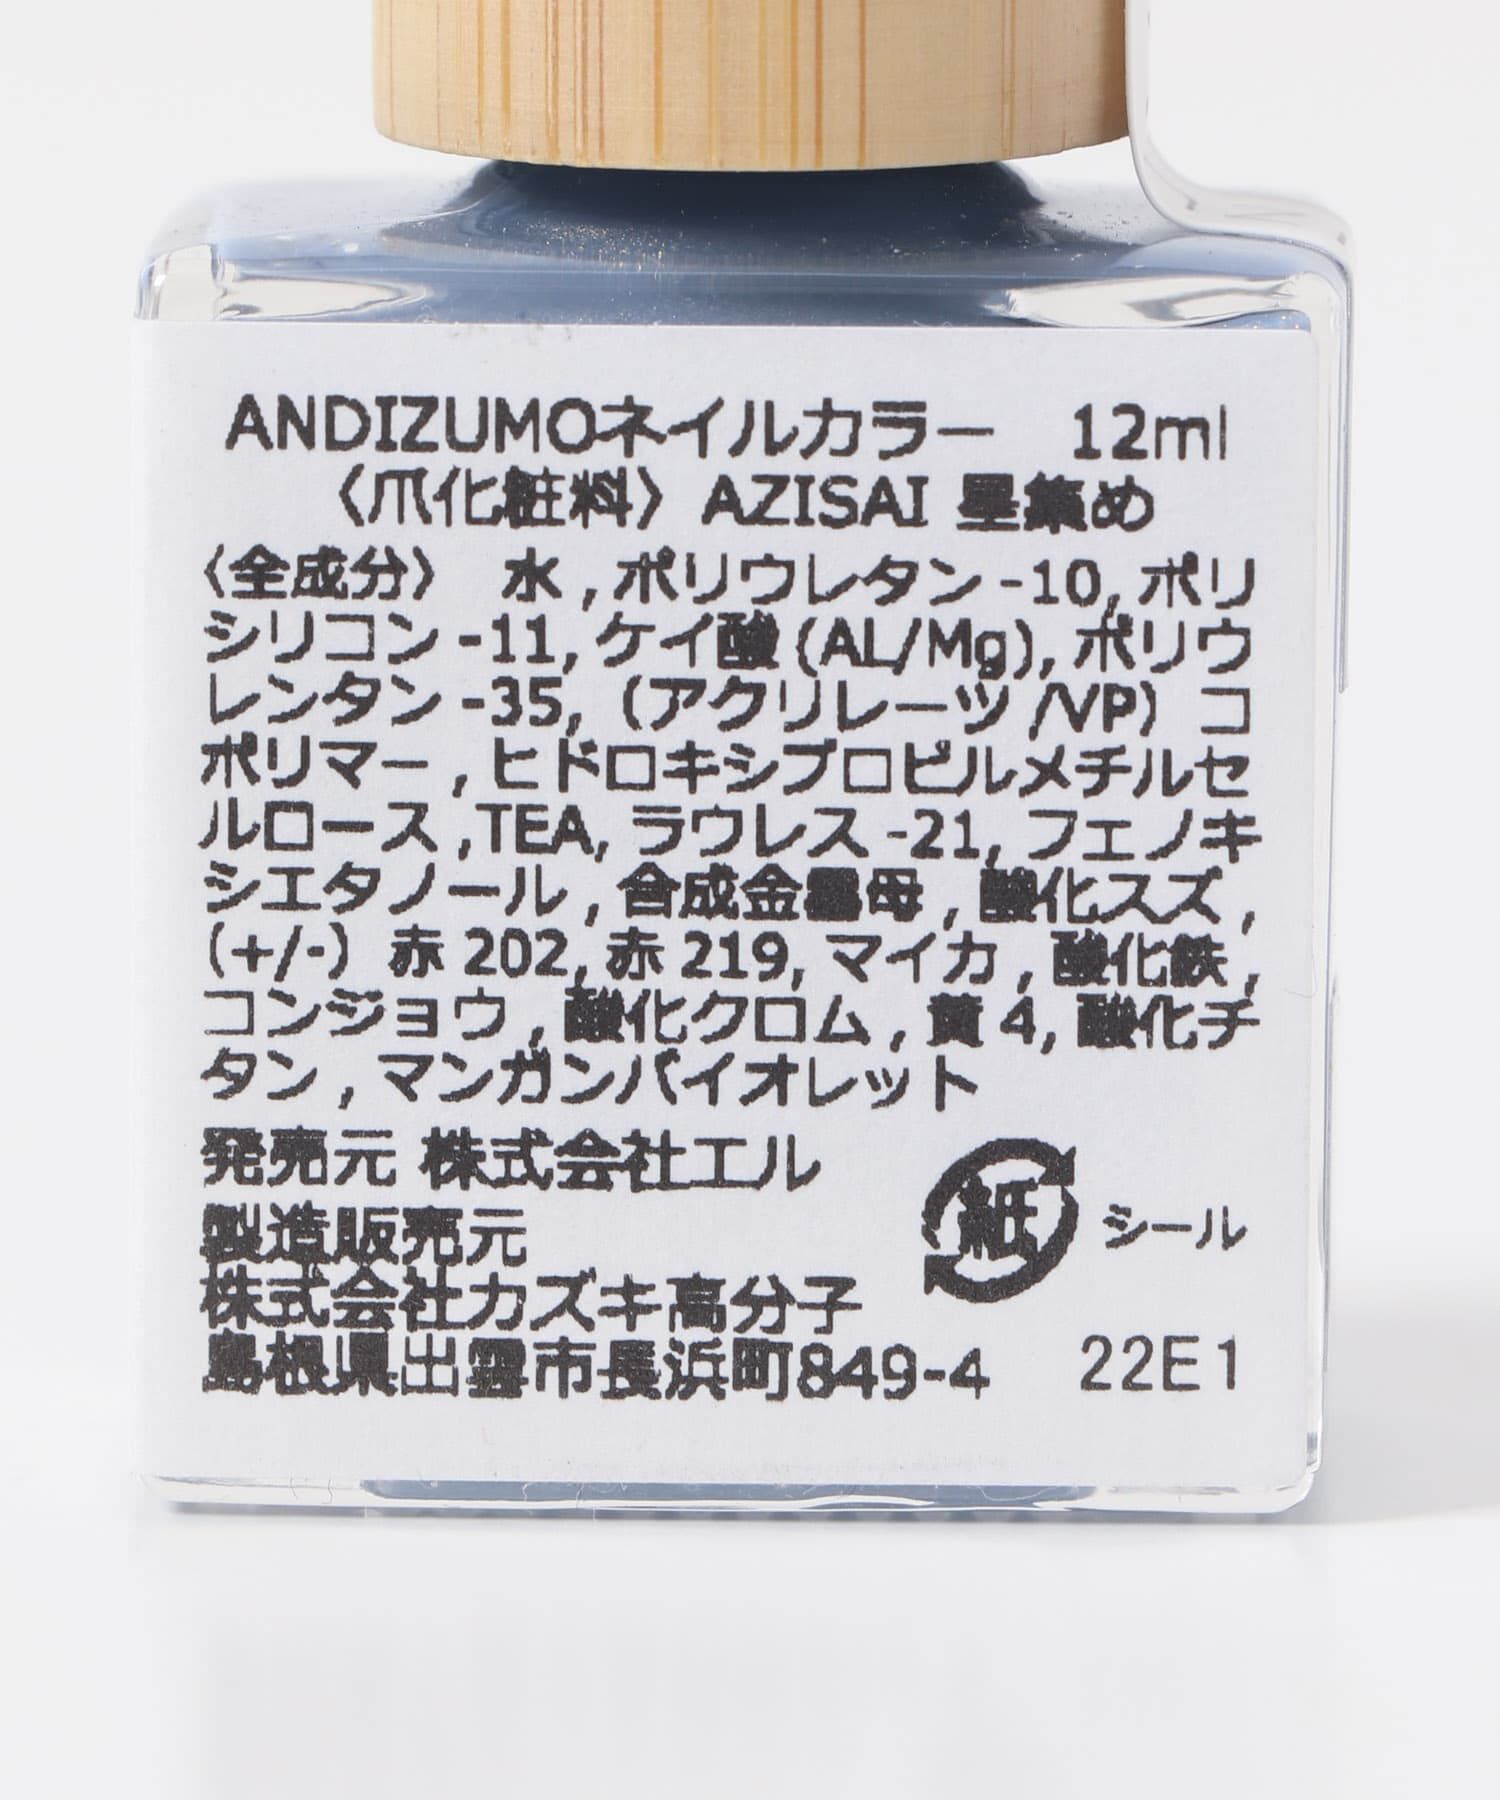 ANDIZUMOネイルカラー　12ml
〈爪化粧料〉AZISAI 星集め
〈全成分〉　水 , ポリウレタン -10, ポリ
シリコン -11, ケイ酸 (AL/Mg), ポリウ
レンタン -35, (アクリレーツ /VP) コ
ポリマー , ヒドロキシプロピルメチルセ
ルロース ,TEA, ラウレス -21, フェノキ
シエタノール , 合成金雲母 , 酸化スズ ,
(+/-) 赤 202, 赤 219, マイカ , 酸化鉄 ,
コンジョウ , 酸化クロム , 黄 4, 酸化チ
タン , マンガンバイオレット
発売元 株式会社エル
製造販売元
株式会社カズキ高分子
島根県出雲市長浜町849-4
紙 シール
22E1